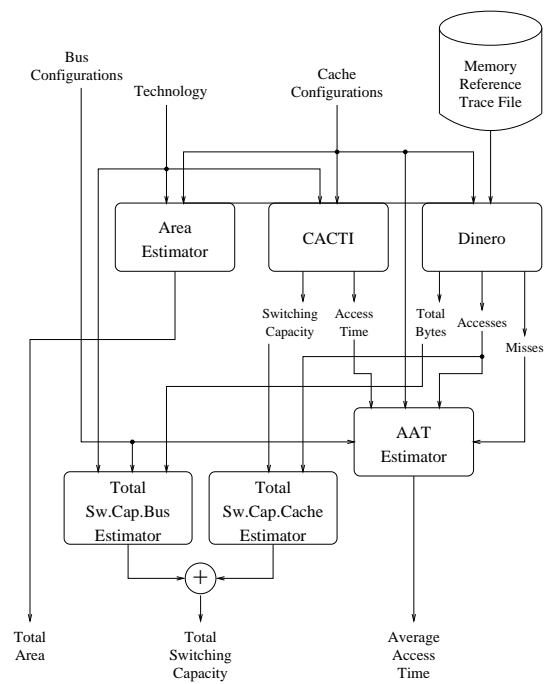 Bus
Configurations
Technology
Cache
Configurations
Memory
Reference
Trace File
Area
Estimator
CACTI
Dinero
Switching
Capacity
Access
Time
Total
Bytes
Accesses
Misses
AAT
Estimator
Total
Sw.Cap.Bus
Estimator
Total
Sw.Cap.Cache
Estimator
+
Total
Area
Total
Switching
Capacity
Average
Access
Time